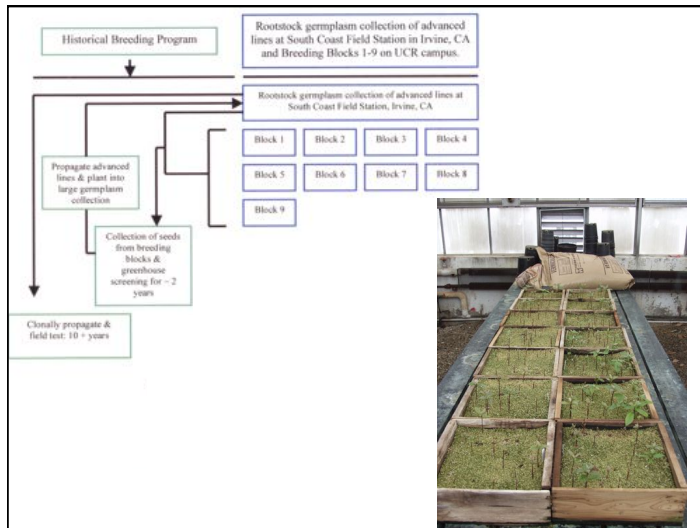 Historical Breeding Program
Rootstock germplasm collection of advanced
lines at South Coast Field Station in Irvine, CA
and Breeding Blocks 1-9 on UCR campus.
Rootstock germplasm collection of advanced lines at
South Coast Field Station, Irvine, CA
Block 1
Block 2
Block 3
Block 4
Block 5
Block 6
Block 7
Block 8
Block 9
Propagate advanced
lines & plant into
large germplasm
collection
Collection of seeds
from breeding
blocks &
greenhouse
screening for ~ 2
years
Clonally propagate &
field test: 10 + years